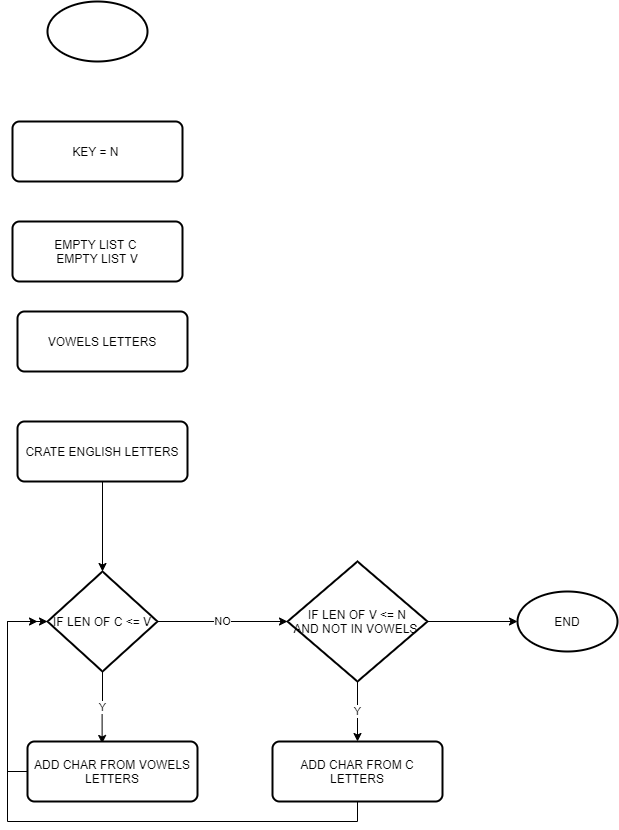 KEY = N
EMPTY LIST C
EMPTY LIST V
VOWELS LETTERS
CRATE ENGLISH LETTERS
IF LEN OF C <= V
NO
IF LEN OF V <= N
AND NOT IN VOWELS
END
Y
Y
ADD CHAR FROM VOWELS
LETTERS
ADD CHAR FROM C
LETTERS